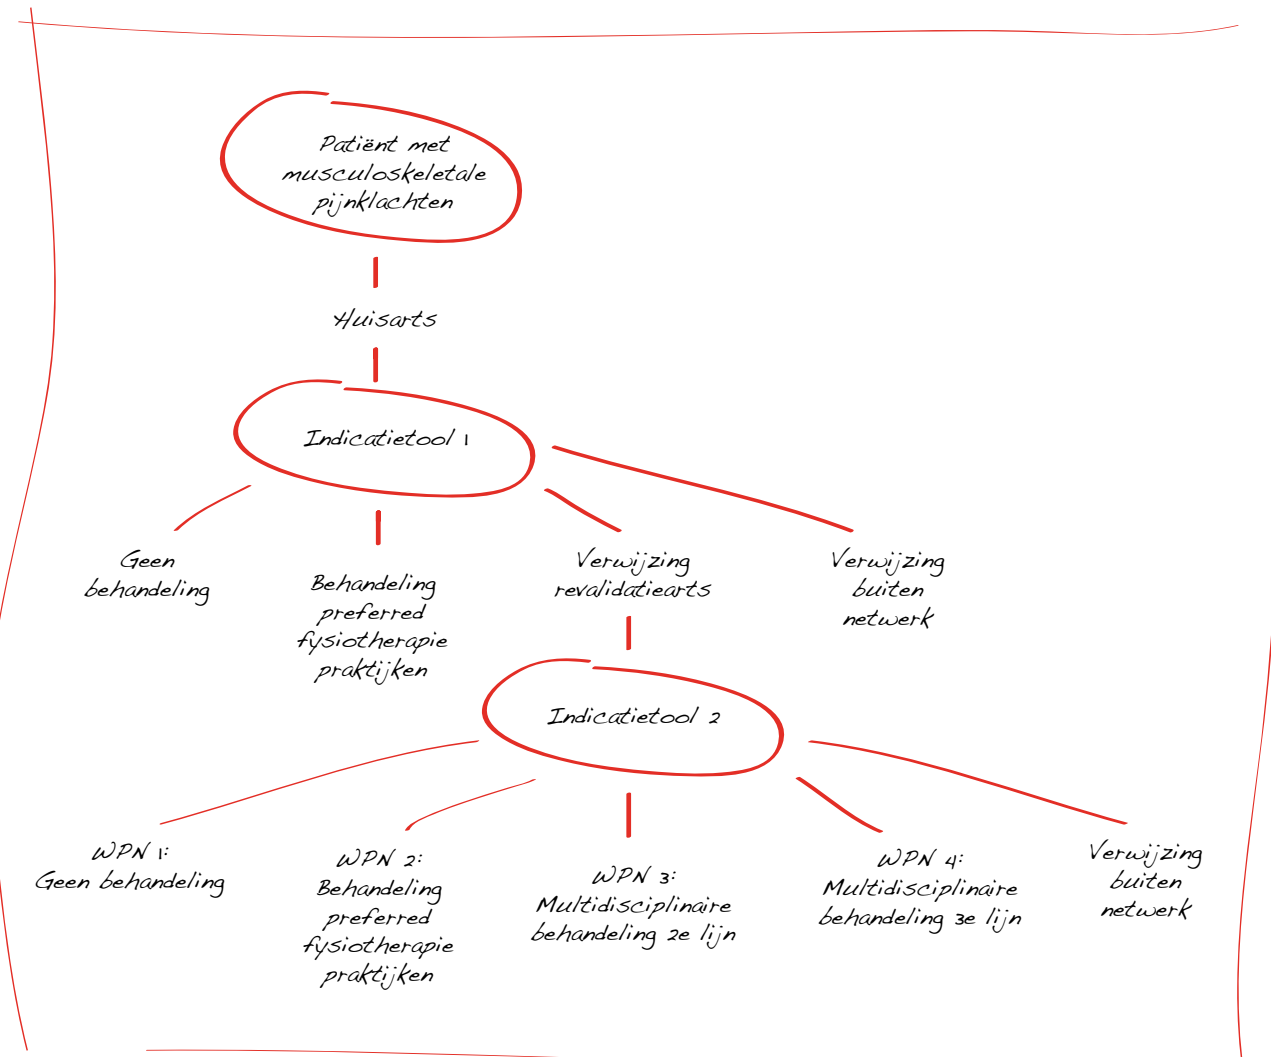 Patiënt met
musculoskeletale
pijnklachten
Huisarts
Indicatietool 1
Geen
behandeling
Behandeling
preferred
fysiotherapie
praktijken
Verwijzing
revalidatiearts
Verwijzing
buiten
netwerk
Indicatietool 2
WPN 1:
Geen behandeling
WPN 2:
Behandeling
preferred
fysiotherapie
praktijken
WPN 3:
Multidisciplinaire
behandeling 2e lijn
WPN 4:
Multidisciplinaire
behandeling 3e lijn
Verwijzing
buiten
netwerk